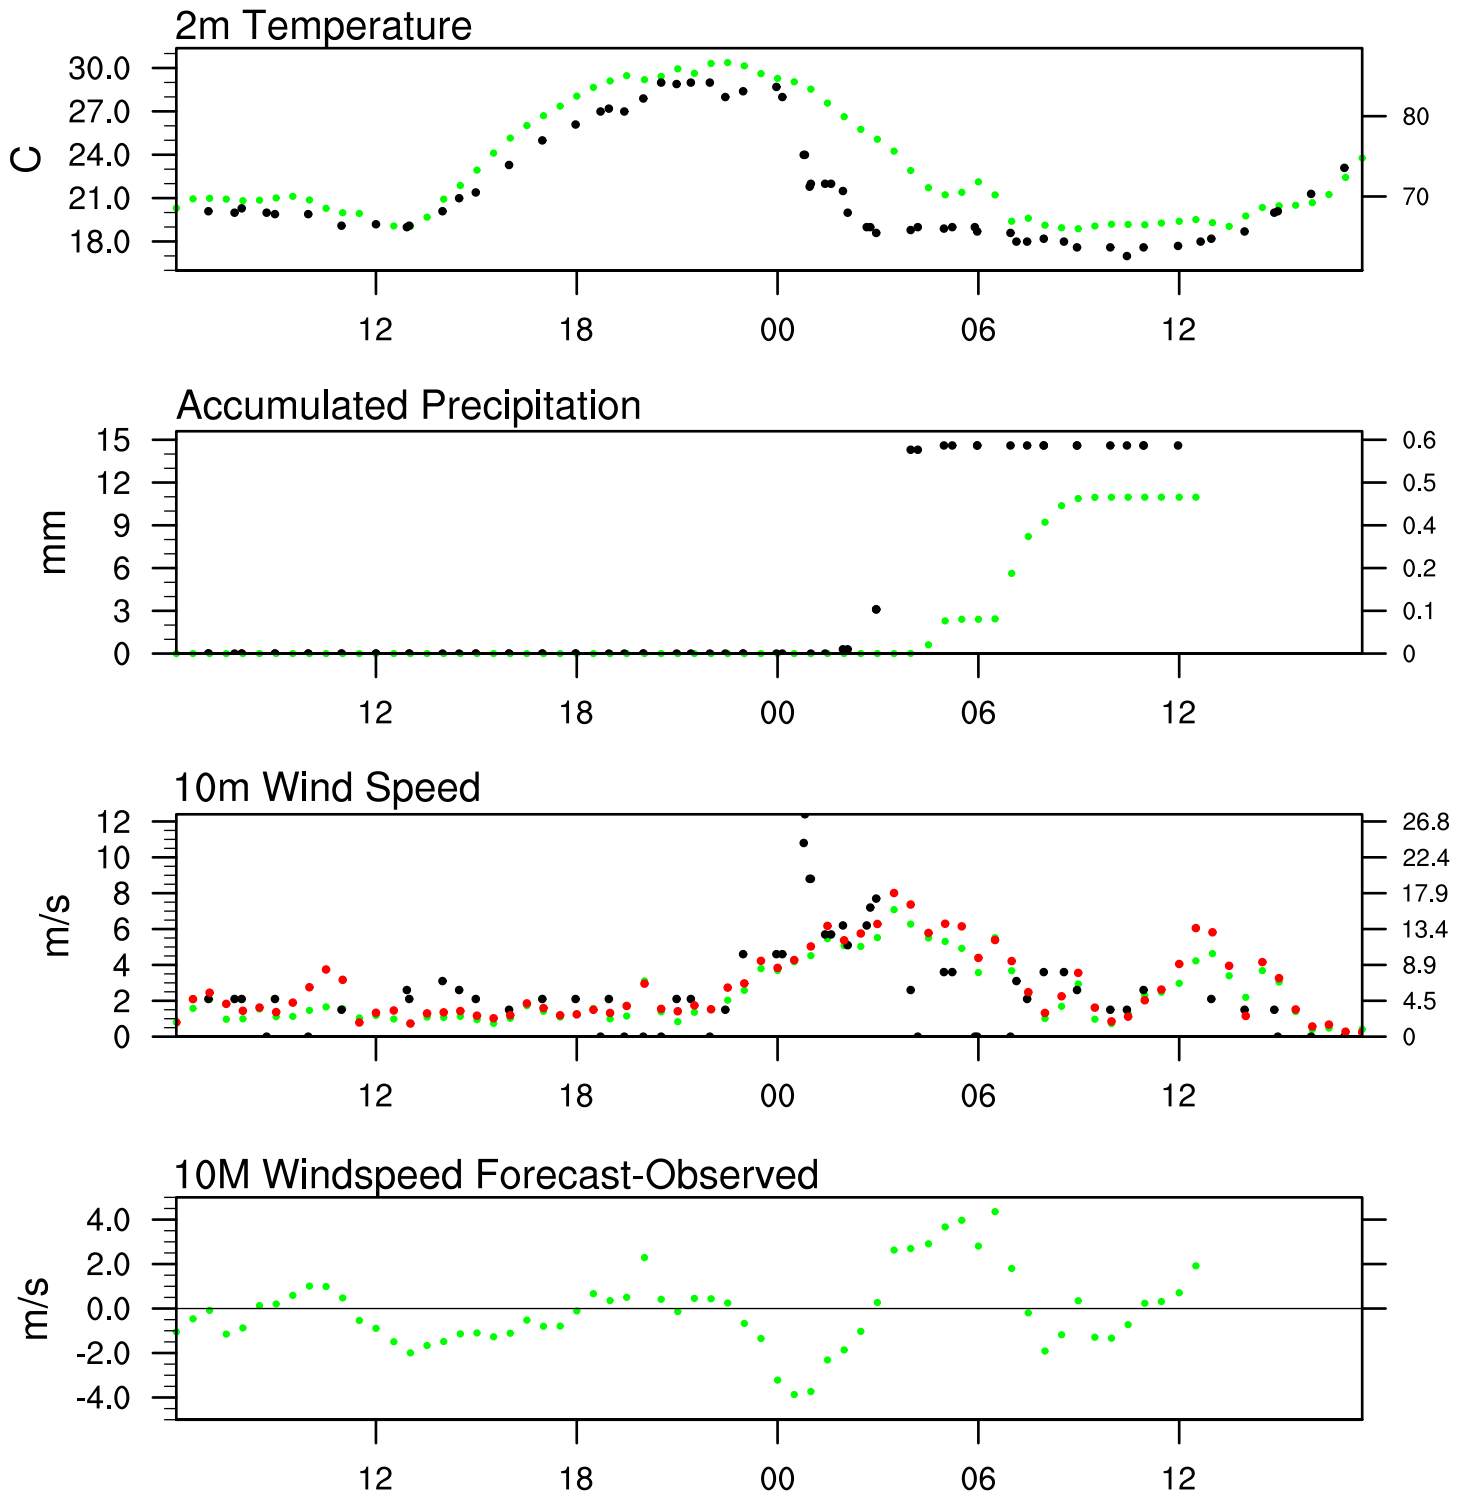 2m Temperature
30.0
27.0
80
24.0
C
21.0
70
18.0
12 18 00 06 12
Accumulated Precipitation
15 0.6
12 0.5
9 0.4
mm
6 0.2
3 0.1
0 0
12 18 00 06 12
10m Wind Speed
12 26.8
10 22.4
8 17.9
m/s
6 13.4
4 8.9
2 4.5
0 0
12 18 00 06 12
10M Windspeed Forecast-Observed
4.0
2.0
0.0
m/s
-2.0
-4.0
12 18 00 06 12